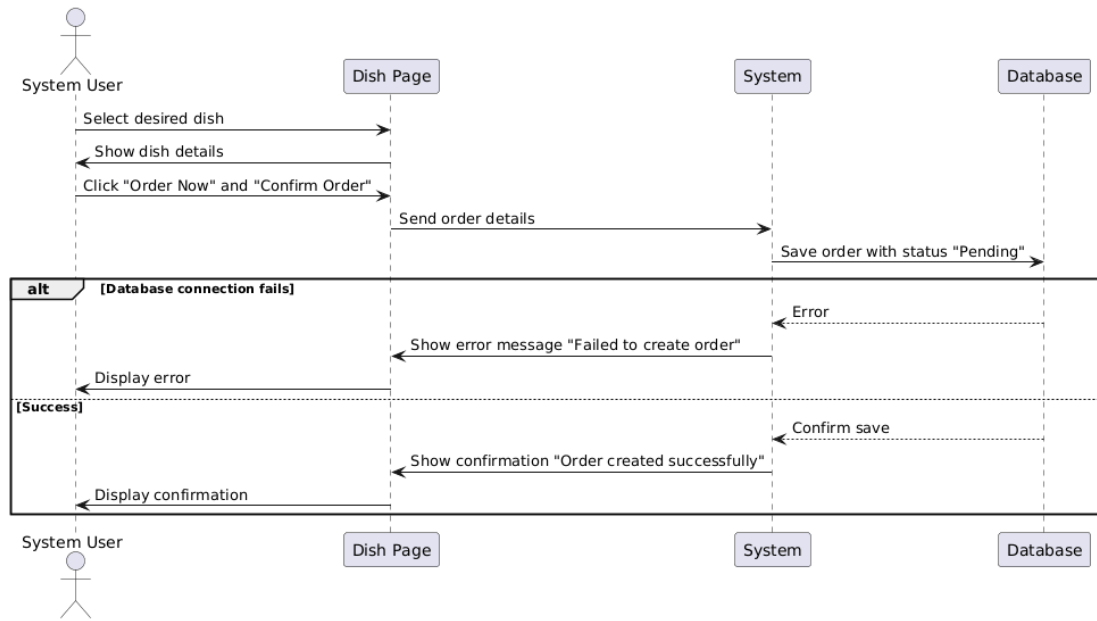 System User
Dish Page
System
Database
Select desired dish
Show dish details
Click "Order Now" and "Confirm Order"
Send order details
Save order with status "Pending"
alt
[Database connection fails]
Error
Show error message "Failed to create order"
Display error
[Success]
Confirm save
Show confirmation "Order created successfully"
Display confirmation
System User
Dish Page
System
Database